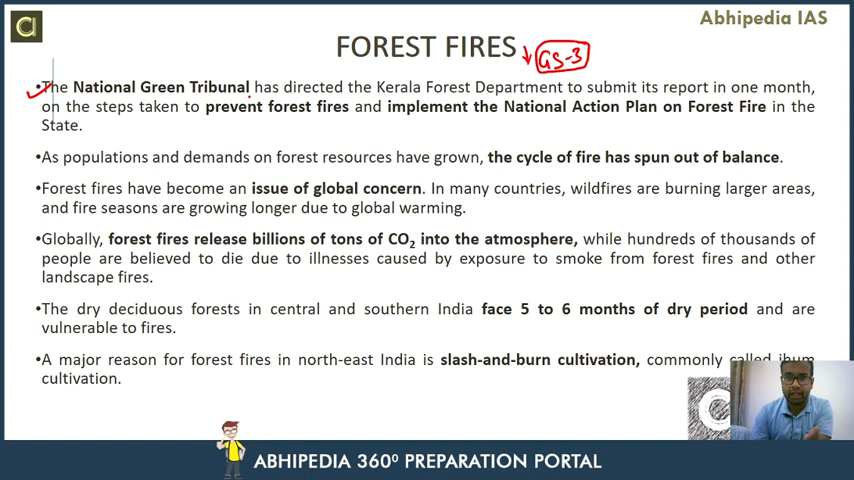 Abhipedia IAS
FOREST FIRES
GS-3
•The National Green Tribunal has directed the Kerala Forest Department to submit its report in one month,
on the steps taken to prevent forest fires and implement the National Action Plan on Forest Fire in the
State.
•As populations and demands on forest resources have grown, the cycle of fire has spun out of balance.
•Forest fires have become an issue of global concern. In many countries, wildfires are burning larger areas,
and fire seasons are growing longer due to global warming.
•Globally, forest fires release billions of tons of CO₂ into the atmosphere, while hundreds of thousands of
people are believed to die due to illnesses caused by exposure to smoke from forest fires and other
landscape fires.
•The dry deciduous forests in central and southern India face 5 to 6 months of dry period and are
vulnerable to fires.
•A major reason for forest fires in north-east India is slash-and-burn cultivation, commonly called jhum
cultivation.
ABHIPEDIA 360⁰ PREPARATION PORTAL